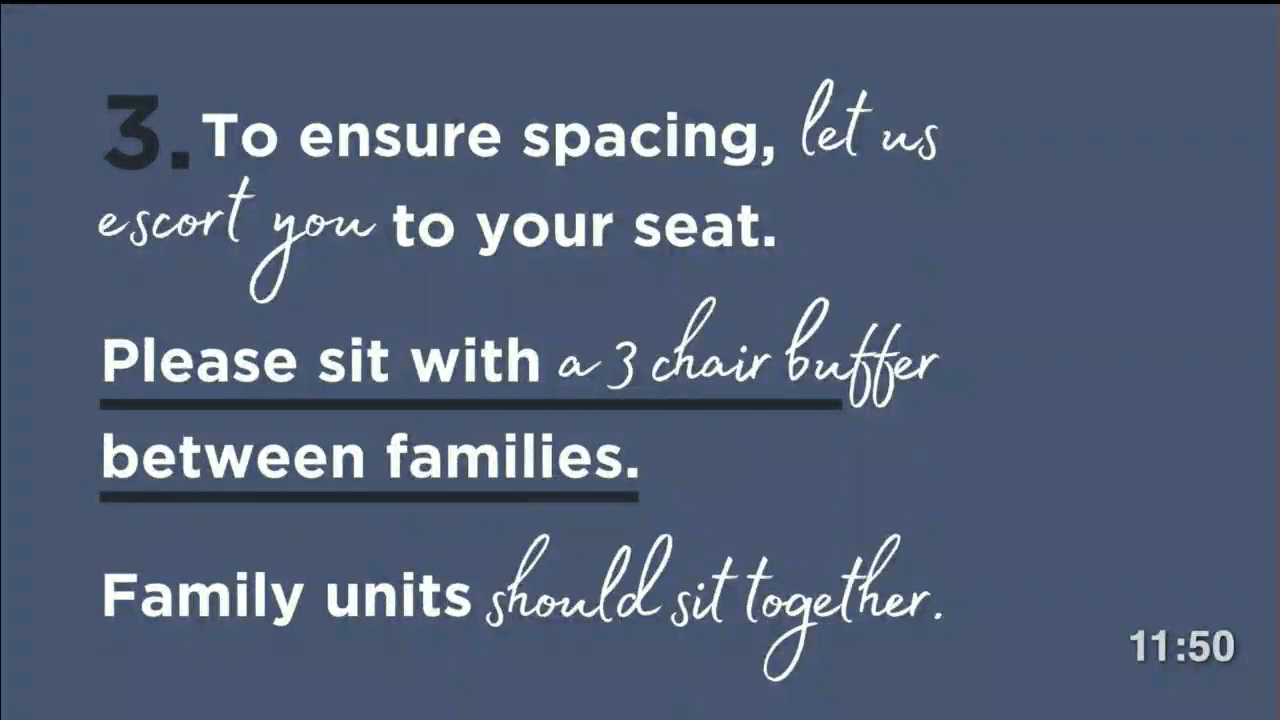 3. To ensure spacing, let us
escort you to your seat.
Please sit with a 3 chair buffer
between families.
Family units should sit together.
11:50